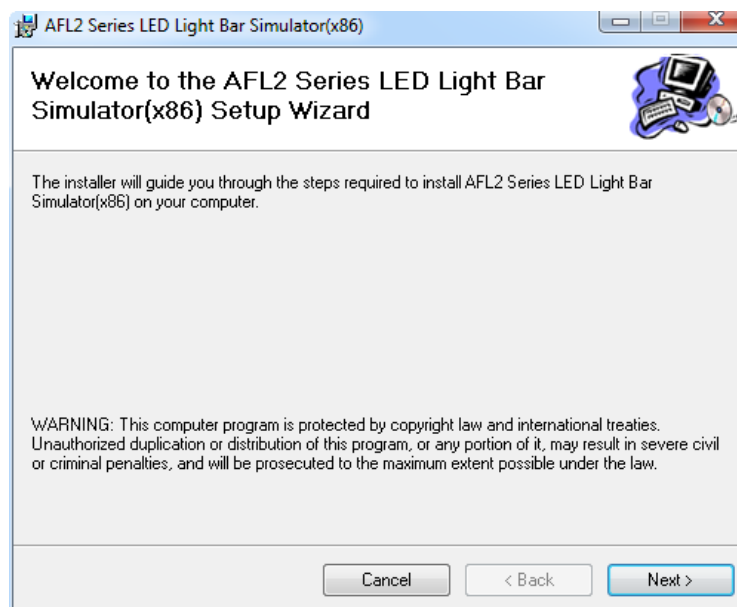 AFL2 Series LED Light Bar Simulator(x86)
Welcome to the AFL2 Series LED Light Bar
Simulator(x86) Setup Wizard
The installer will guide you through the steps required to install AFL2 Series LED Light Bar
Simulator(x86) on your computer.
WARNING: This computer program is protected by copyright law and international treaties.
Unauthorized duplication or distribution of this program, or any portion of it, may result in severe civil
or criminal penalties, and will be prosecuted to the maximum extent possible under the law.
Cancel
< Back
Next >